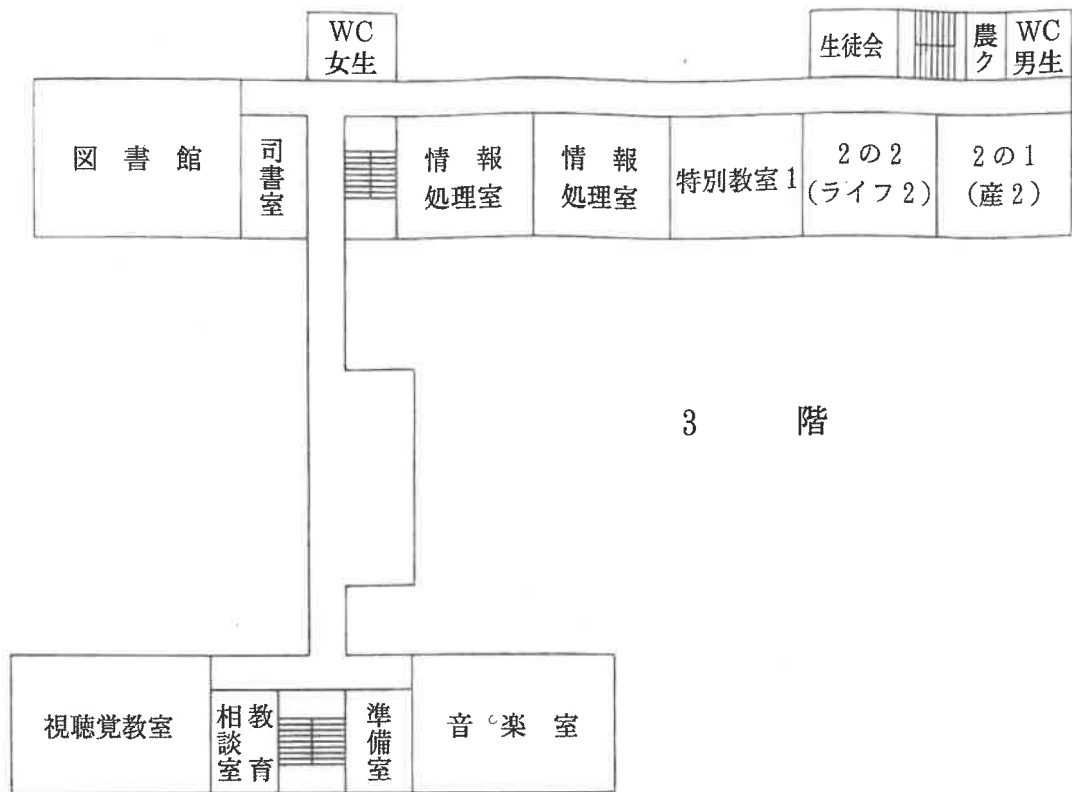 WC
女生
生徒会
農ク
WC
男生
図書館
司書室
情報
処理室
情報
処理室
特別教室1
2の2
(ライフ2)
2の1
(産2)
3階
視聴覚教室
教育
相談室
準備室
音楽室